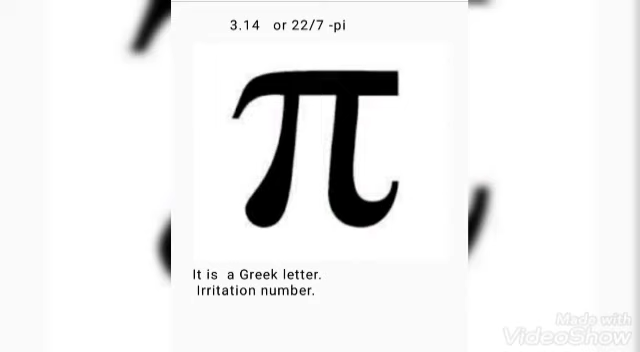 3.14 or 22/7 -pi
π
It is a Greek letter.
Irritation number.
Made with
VideoShow